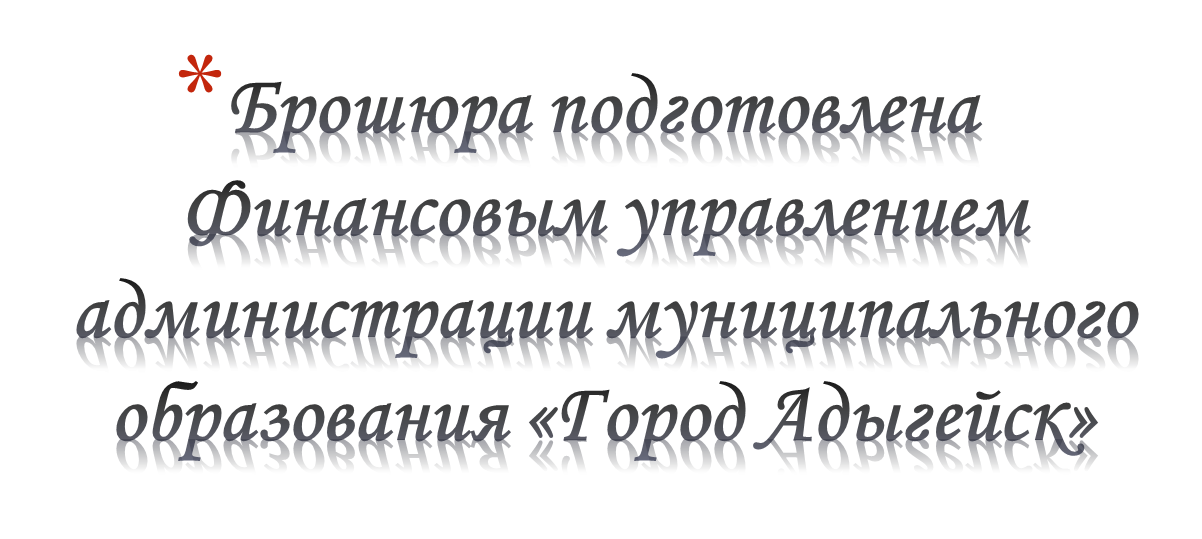 * Брошюра подготовлена
Финансовым управлением
администрации муниципального
образования «Город Адыгейск»